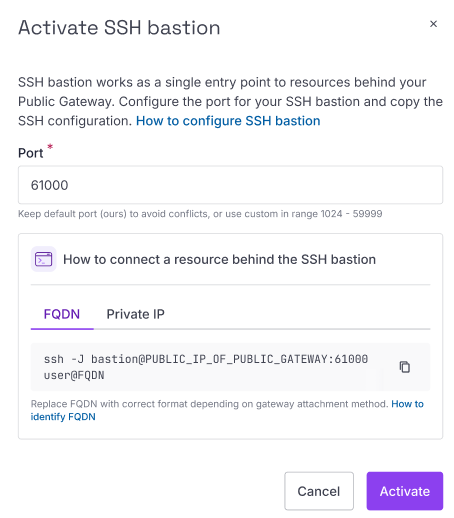 Activate SSH bastion
×
SSH bastion works as a single entry point to resources behind your
Public Gateway. Configure the port for your SSH bastion and copy the
SSH configuration. How to configure SSH bastion
Port *
61000
Keep default port (ours) to avoid conflicts, or use custom in range 1024 - 59999
How to connect a resource behind the SSH bastion
FQDN Private IP
ssh -J bastion@PUBLIC_IP_OF_PUBLIC_GATEWAY:61000
user@FQDN
Replace FQDN with correct format depending on gateway attachment method. How to
identify FQDN
Cancel Activate